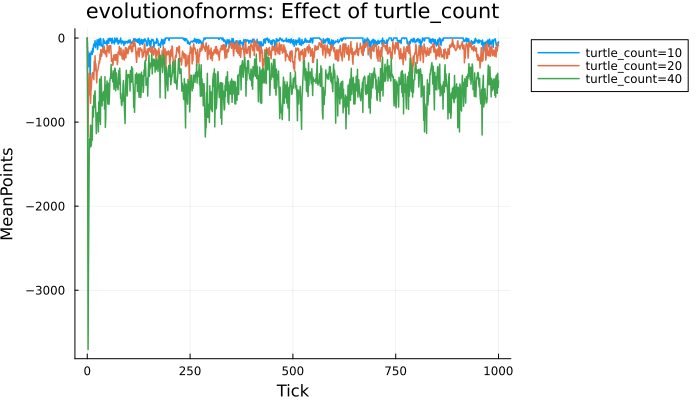 evolutionofnorms: Effect of turtle_count
turtle_count=10
turtle_count=20
turtle_count=40
MeanPoints
0
−1000
−2000
−3000
0 250 500 750 1000
Tick